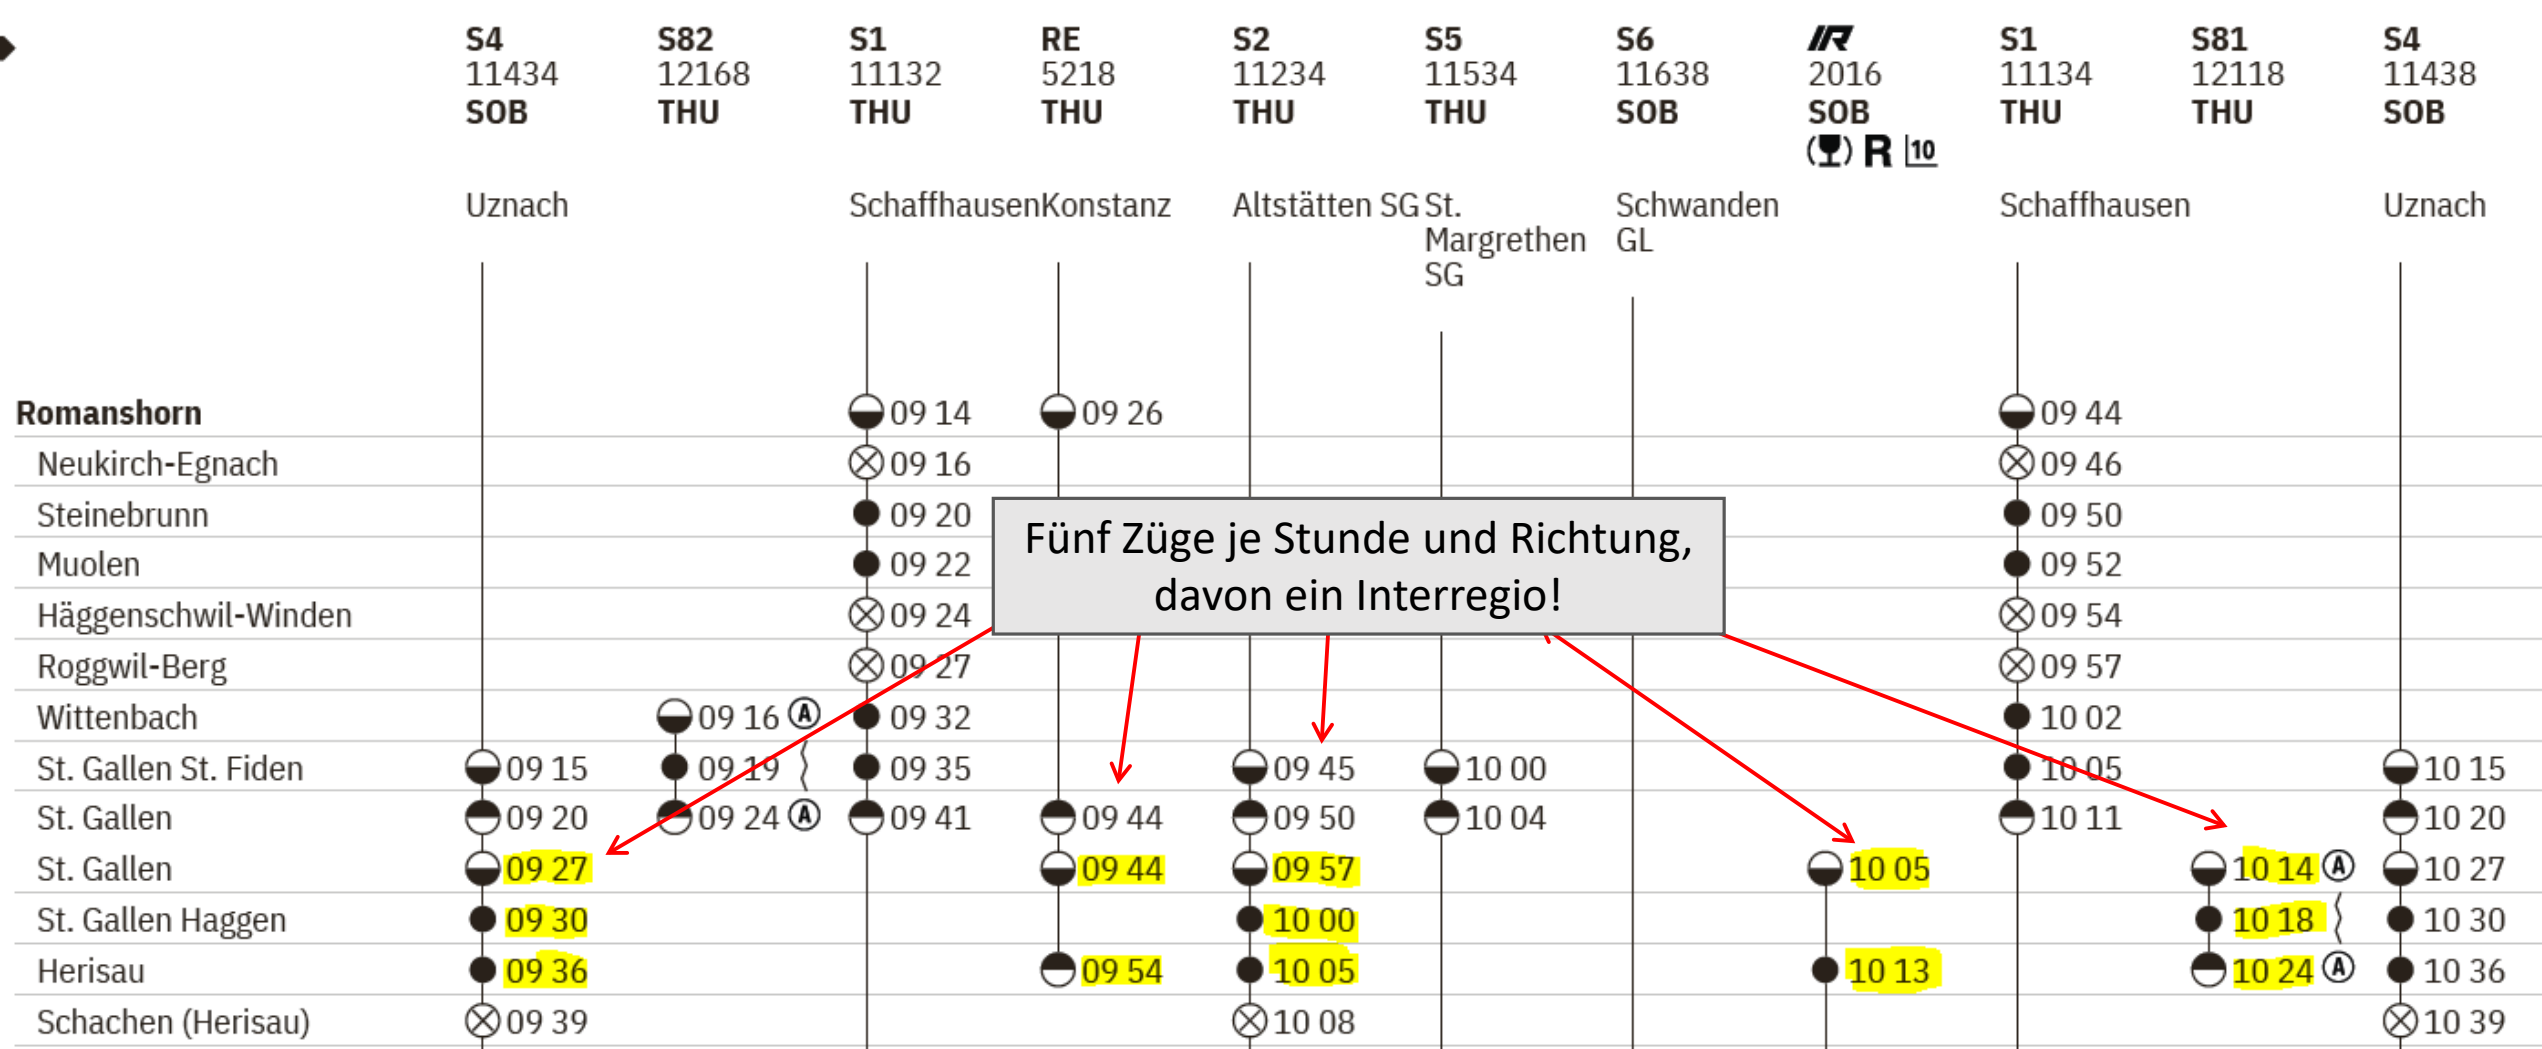 S4 S82 S1 RE S2 S5 S6 IR S1 S81 S4
11434 12168 11132 5218 11234 11534 11638 2016 11134 12118 11438
SOB THU THU THU THU THU SOB SOB THU THU SOB
R 10
Uznach Schaffhausen Konstanz Altstätten SG St. Schwanden Schaffhausen Uznach
Margrethen GL
SG
Romanshorn 09 14 09 26 09 44
Neukirch-Egnach 09 16 09 46
Steinebrunn 09 20 09 50
Fünf Züge je Stunde und Richtung,
Muolen 09 22 09 52
davon ein Interregio!
Häggenschwil-Winden 09 24 09 54
Roggwil-Berg 09 27 09 57
Wittenbach 09 16 A 09 32 10 02
St. Gallen St. Fiden 09 15 09 19 09 35 09 45 10 00 10 05 10 15
St. Gallen 09 20 09 24 A 09 41 09 44 09 50 10 04 10 11 10 20
St. Gallen 09 27 09 44 09 57 10 05 10 14 A 10 27
St. Gallen Haggen 09 30 10 00 10 18 10 30
Herisau 09 36 09 54 10 05 10 13 10 24 A 10 36
Schachen (Herisau) 09 39 10 08 10 39